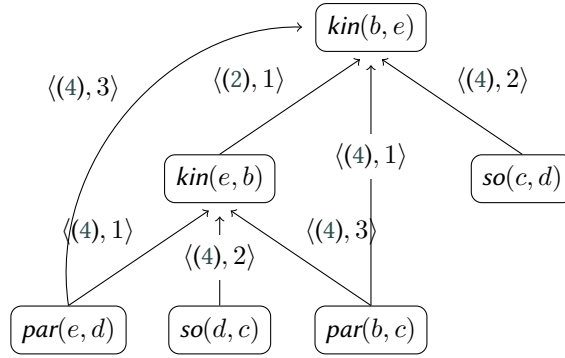 kin(b, e)
⟨(4), 3⟩
⟨(2), 1⟩
⟨(4), 2⟩
⟨(4), 1⟩
kin(e, b)
so(c, d)
⟨(4), 1⟩
⟨(4), 2⟩
⟨(4), 3⟩
par(e, d)
so(d, c)
par(b, c)